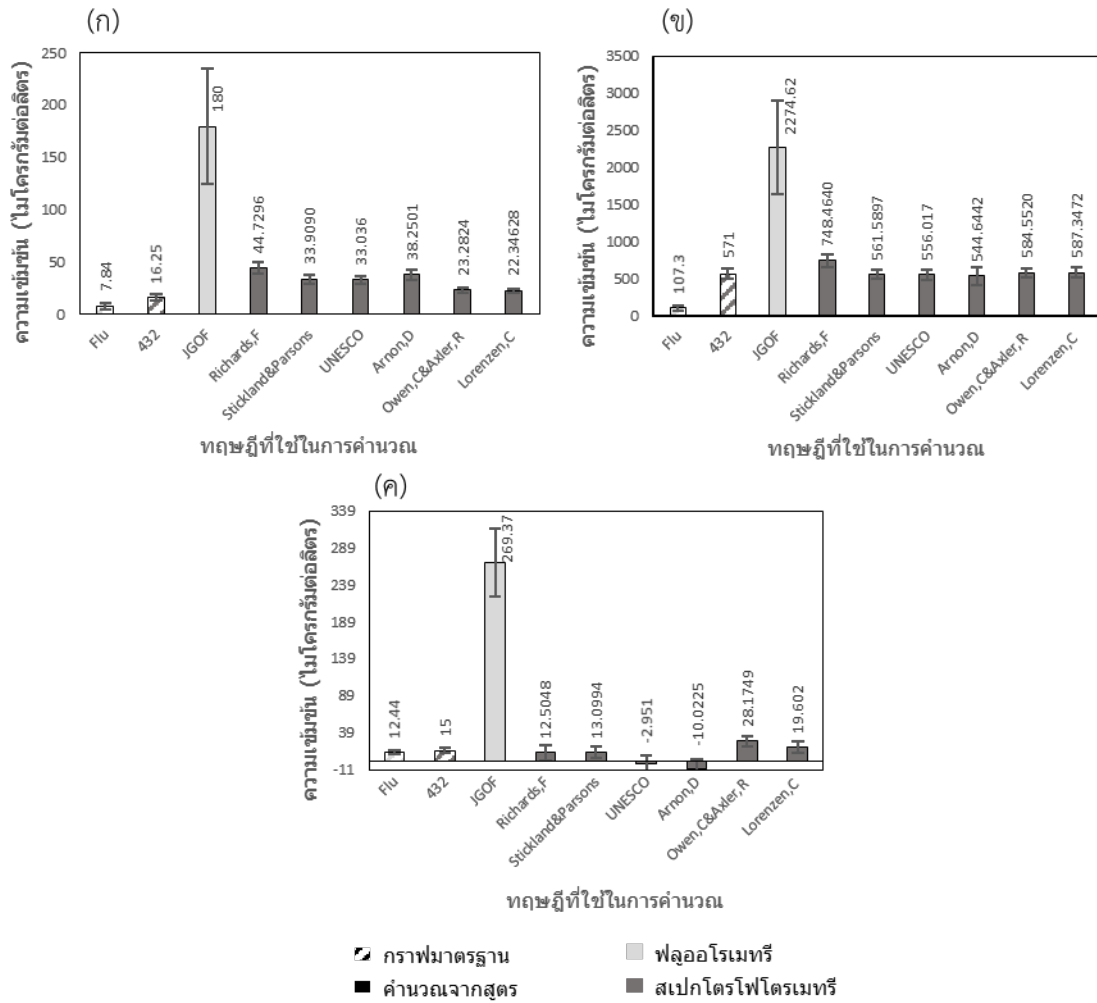 (ก)
ความเข้มข้น (ไมโครกรัมต่อลิตร)
250
200
150
100
50
0
7.84
16.25
180
44.7296
33.9090
33.036
38.2501
23.2824
22.34628
Flu
432
JGOF
Richards,F
Stickland&Parsons
UNESCO
Arnon,D
Owen,C&Axler,R
Lorenzen,C
ทฤษฎีที่ใช้ในการคำนวณ
(ข)
ความเข้มข้น (ไมโครกรัมต่อลิตร)
3500
3000
2500
2000
1500
1000
500
0
107.3
571
2274.62
748.4640
561.5897
556.017
544.6442
584.5520
587.3472
Flu
432
JGOF
Richards,F
Stickland&Parsons
UNESCO
Arnon,D
Owen,C&Axler,R
Lorenzen,C
ทฤษฎีที่ใช้ในการคำนวณ
(ค)
ความเข้มข้น (ไมโครกรัมต่อลิตร)
339
289
239
189
139
89
39
-11
12.44
15
269.37
12.5048
13.0994
-2.951
-10.0225
28.1749
19.602
Flu
432
JGOF
Richards,F
Stickland&Parsons
UNESCO
Arnon,D
Owen,C&Axler,R
Lorenzen,C
ทฤษฎีที่ใช้ในการคำนวณ
กราฟมาตรฐาน
ฟลูออโรเมทรี
คำนวณจากสูตร
สเปกโตรโฟโตรเมทรี